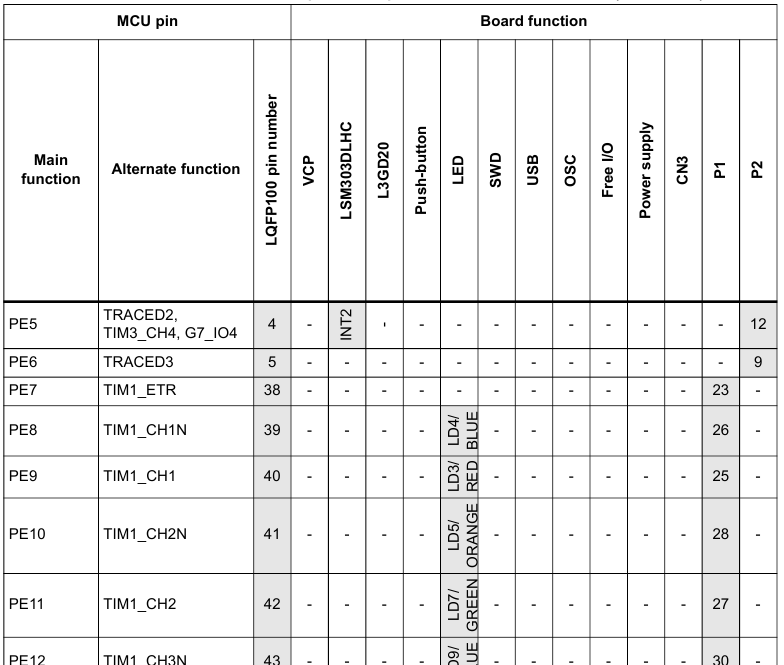 MCU pin Board function
Main function Alternate function LQFP100 pin number VCP LSM303DLHC L3GD20 Push-button LED SWD USB OSC Free I/O Power supply CN3 P1 P2
PE5 TRACED2, TIM3_CH4, G7_IO4 4 - INT2 - - - - - - - - - - 12
PE6 TRACED3 5 - - - - - - - - - - - - 9
PE7 TIM1_ETR 38 - - - - - - - - - - - 23 -
PE8 TIM1_CH1N 39 - - - - LD4/ BLUE - - - - - - 26 -
PE9 TIM1_CH1 40 - - - - LD3/ RED - - - - - - 25 -
PE10 TIM1_CH2N 41 - - - - LD5/ ORANGE - - - - - - 28 -
PE11 TIM1_CH2 42 - - - - LD7/ GREEN - - - - - - 27 -
PE12 TIM1_CH3N 43 - - - - - - - - - - 30 -